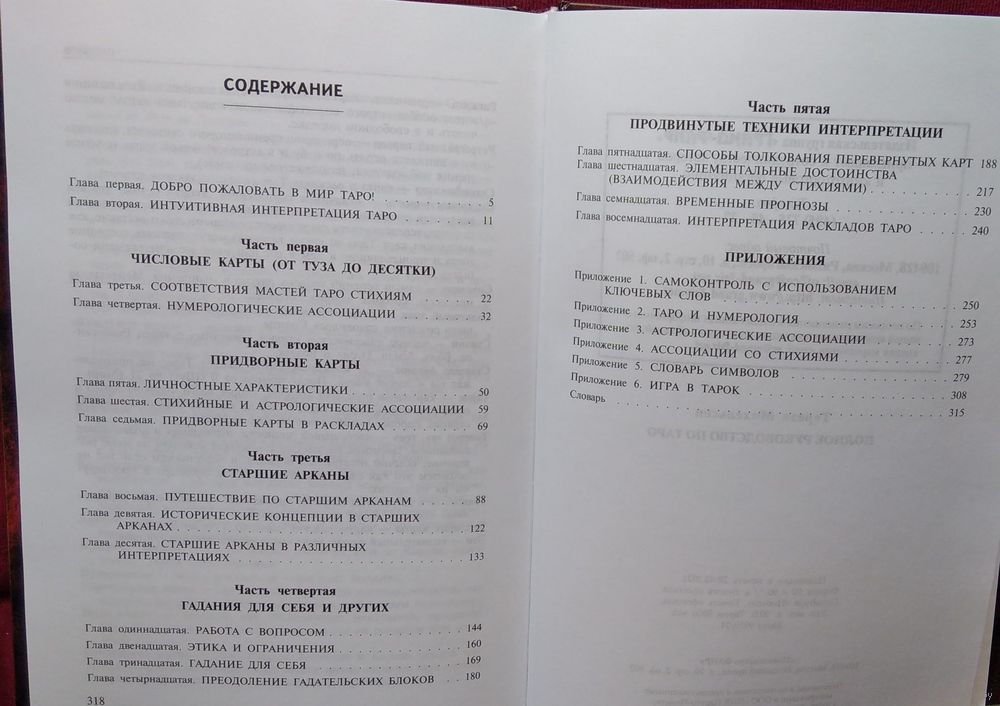 СОДЕРЖАНИЕ
Глава первая. ДОБРО ПОЖАЛОВАТЬ В МИР ТАРО! . . . . . . . . . . 5
Глава вторая. ИНТУИТИВНАЯ ИНТЕРПРЕТАЦИЯ ТАРО . . . . . . . 11
Часть первая
ЧИСЛОВЫЕ КАРТЫ (ОТ ТУЗА ДО ДЕСЯТКИ)
Глава третья. СООТВЕТСТВИЯ МАСТЕЙ ТАРО СТИХИЯМ . . . . . 22
Глава четвертая. НУМЕРОЛОГИЧЕСКИЕ АССОЦИАЦИИ . . . . . . . 32
Часть вторая
ПРИДВОРНЫЕ КАРТЫ
Глава пятая. ЛИЧНОСТНЫЕ ХАРАКТЕРИСТИКИ . . . . . . . . . . 50
Глава шестая. СТИХИЙНЫЕ И АСТРОЛОГИЧЕСКИЕ АССОЦИАЦИИ 59
Глава седьмая. ПРИДВОРНЫЕ КАРТЫ В РАСКЛАДАХ . . . . . . . 69
Часть третья
СТАРШИЕ АРКАНЫ
Глава восьмая. ПУТЕШЕСТВИЕ ПО СТАРШИМ АРКАНАМ . . . . . 88
Глава девятая. ИСТОРИЧЕСКИЕ КОНЦЕПЦИИ В СТАРШИХ
АРКАНАХ . . . . . . . . . . . . . . . . . . . . . . . . . 122
Глава десятая. СТАРШИЕ АРКАНЫ В РАЗЛИЧНЫХ
ИНТЕРПРЕТАЦИЯХ . . . . . . . . . . . . . . . . . . . . 133
Часть четвертая
ГАДАНИЯ ДЛЯ СЕБЯ И ДРУГИХ
Глава одиннадцатая. РАБОТА С ВОПРОСОМ . . . . . . . . . . . 144
Глава двенадцатая. ЭТИКА И ОГРАНИЧЕНИЯ . . . . . . . . . . 160
Глава тринадцатая. ГАДАНИЕ ДЛЯ СЕБЯ . . . . . . . . . . . . 169
Глава четырнадцатая. ПРЕОДОЛЕНИЕ ГАДАТЕЛЬСКИХ БЛОКОВ . . 180
318
Часть пятая
ПРОДВИНУТЫЕ ТЕХНИКИ ИНТЕРПРЕТАЦИИ
Глава пятнадцатая. СПОСОБЫ ТОЛКОВАНИЯ ПЕРЕВЕРНУТЫХ КАРТ 188
Глава шестнадцатая. ЭЛЕМЕНТАЛЬНЫЕ ДОСТОИНСТВА
(ВЗАИМОДЕЙСТВИЯ МЕЖДУ СТИХИЯМИ) . . . . . . . . . 217
Глава семнадцатая. ВРЕМЕННЫЕ ПРОГНОЗЫ . . . . . . . . . . 230
Глава восемнадцатая. ИНТЕРПРЕТАЦИЯ РАСКЛАДОВ ТАРО . . . . . 240
ПРИЛОЖЕНИЯ
Приложение 1. САМОКОНТРОЛЬ С ИСПОЛЬЗОВАНИЕМ
КЛЮЧЕВЫХ СЛОВ . . . . . . . . . . . . . . . . . . . . 250
Приложение 2. ТАРО И НУМЕРОЛОГИЯ . . . . . . . . . . . . . 253
Приложение 3. АСТРОЛОГИЧЕСКИЕ АССОЦИАЦИИ . . . . . . . . 273
Приложение 4. АССОЦИАЦИИ СО СТИХИЯМИ . . . . . . . . . . 277
Приложение 5. СЛОВАРЬ СИМВОЛОВ . . . . . . . . . . . . . . 279
Приложение 6. ИГРА В ТАРОК . . . . . . . . . . . . . . . . . 308
Словарь . . . . . . . . . . . . . . . . . . . . . . . . . . . 315